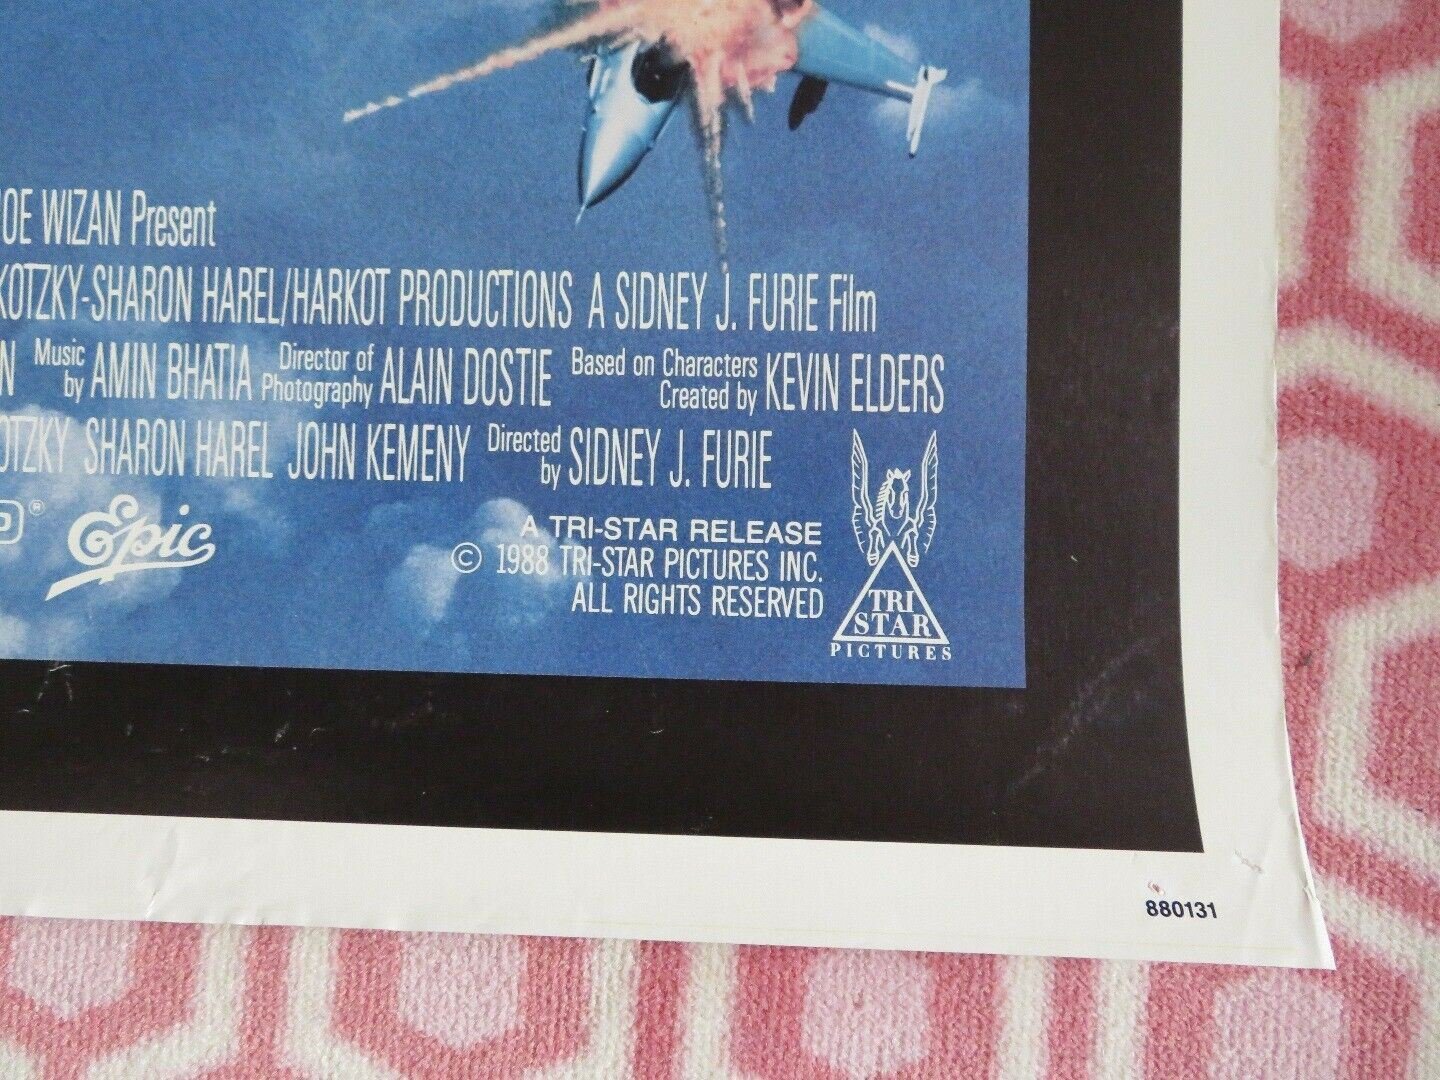 JOE WIZAN Present
KOTZKY-SHARON HAREL/HARKOT PRODUCTIONS A SIDNEY J. FURIE Film
N Music by AMIN BHATIA Director of Photography ALAIN DOSTIE Based on Characters Created by KEVIN ELDERS
OTZKY SHARON HAREL JOHN KEMENY Directed by SIDNEY J. FURIE
® Epic
A TRI-STAR RELEASE
© 1988 TRI-STAR PICTURES INC.
ALL RIGHTS RESERVED
TRI
STAR
PICTURES
880131